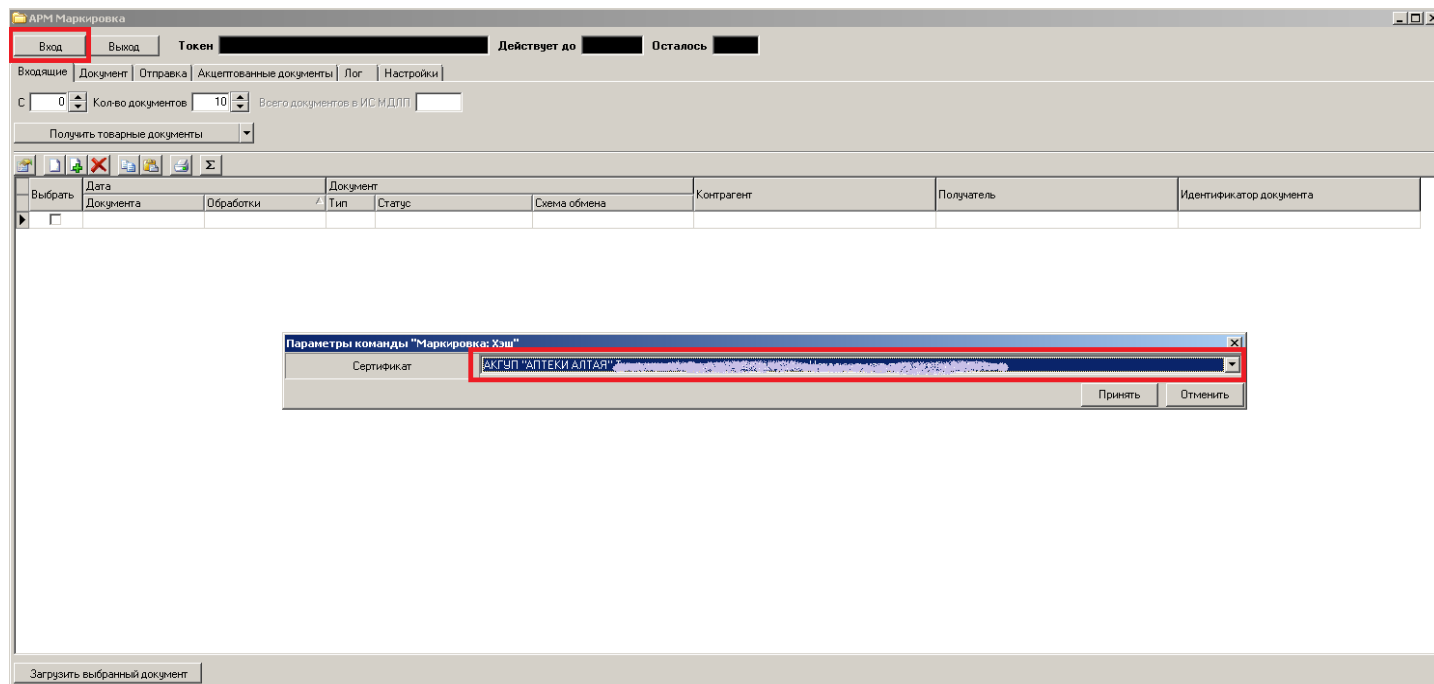 АРМ Маркировка
Вход Выход Токен Действует до Осталось
Входящие Документ Отправка Акцептованные документы Лог Настройки
С 0 Кол-во документов 10 Всего документов в ИС МДЛП
Получить товарные документы
Σ
Выбрать Дата Документ Контрагент Получатель Идентификатор документа
Документа Обработки Тип Статус Схема обмена
Параметры команды "Маркировка: Хэш"
Сертификат АКГУП "АПТЕКИ АЛТАЯ"
Принять Отменить
Загрузить выбранный документ